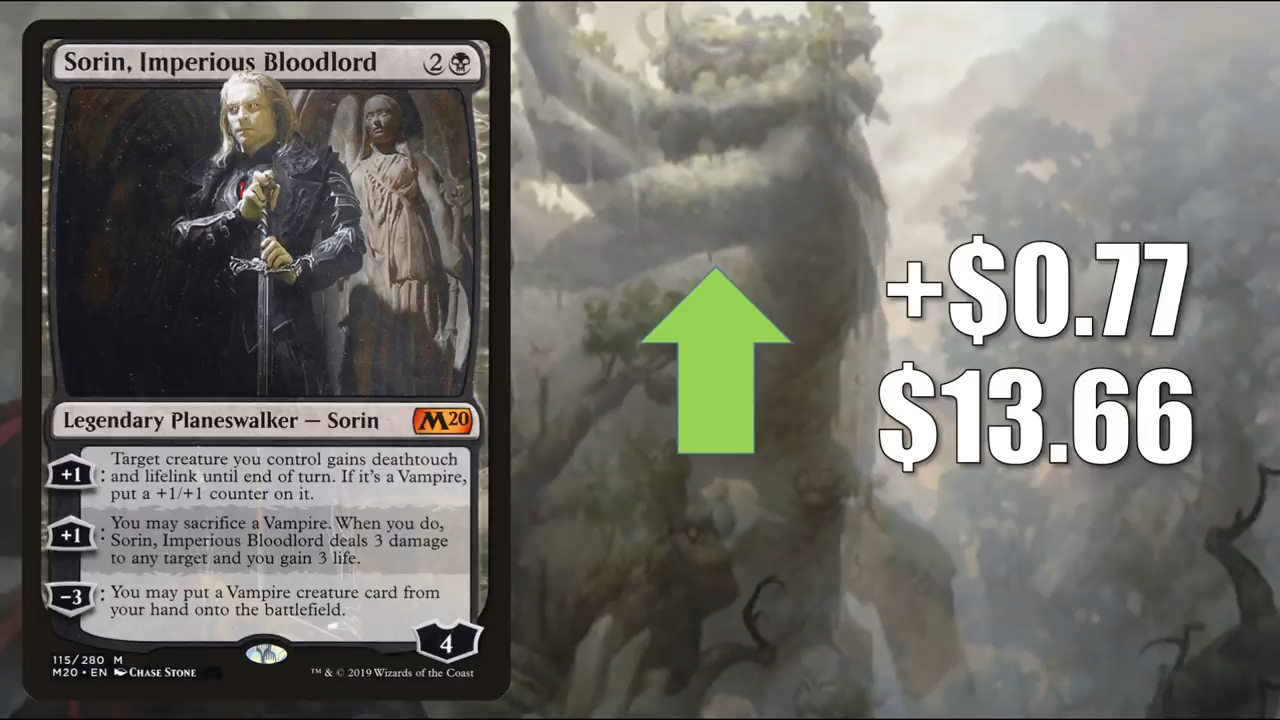 Sorin, Imperious Bloodlord 2
Legendary Planeswalker — Sorin M20
+1 : Target creature you control gains deathtouch
and lifelink until end of turn. If it's a Vampire,
put a +1/+1 counter on it.
+1 : You may sacrifice a Vampire. When you do,
Sorin, Imperious Bloodlord deals 3 damage
to any target and you gain 3 life.
−3 : You may put a Vampire creature card from
your hand onto the battlefield.
4
115/280 M
M20 • EN CHASE STONE
™ & © 2019 Wizards of the Coast
+$0.77
$13.66